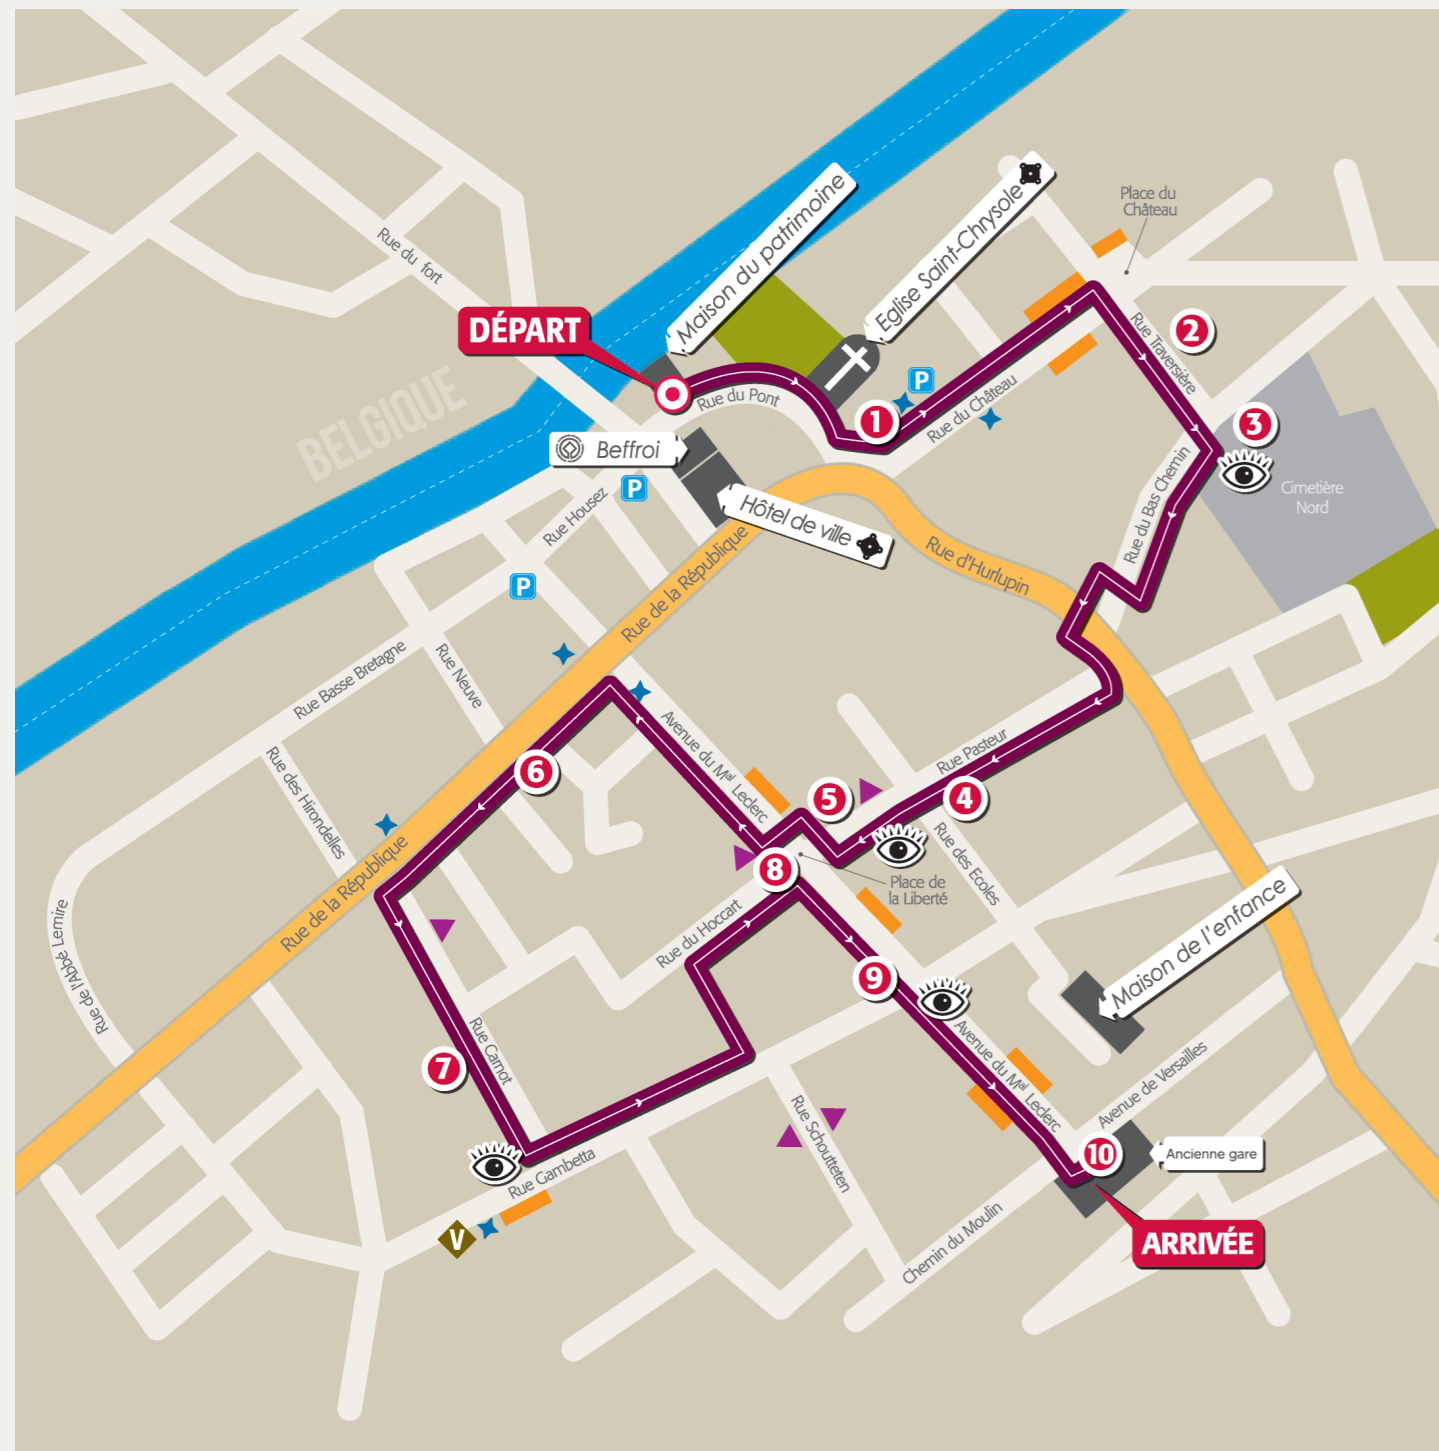 Maison du patrimoine
Eglise Saint-Chrysole
Place du
Château
Rue du fort
DÉPART
Rue du Pont
P
1
Rue du Château
Rue Traversière
2
3
BELGIQUE
Beffroi
P
Hôtel de ville
Rue Housez
Rue du Bas Chemin
Cimetière
Nord
Rue d'Hurlupin
P
Rue de la République
Rue Basse Bretagne
Rue Neuve
Rue des Hirondelles
Avenue du Mal Leclerc
Rue Pasteur
6
5
4
Rue des Ecoles
8
Place de
la Liberté
Rue de la République
Rue de l'Abbé Lemire
Rue du Hoccart
Maison de l'enfance
9
Rue Carnot
7
Avenue du Mal Leclerc
Avenue de Versailles
Rue Schoutteten
10
Ancienne gare
Rue Gambetta
V
Chemin du Moulin
ARRIVÉE